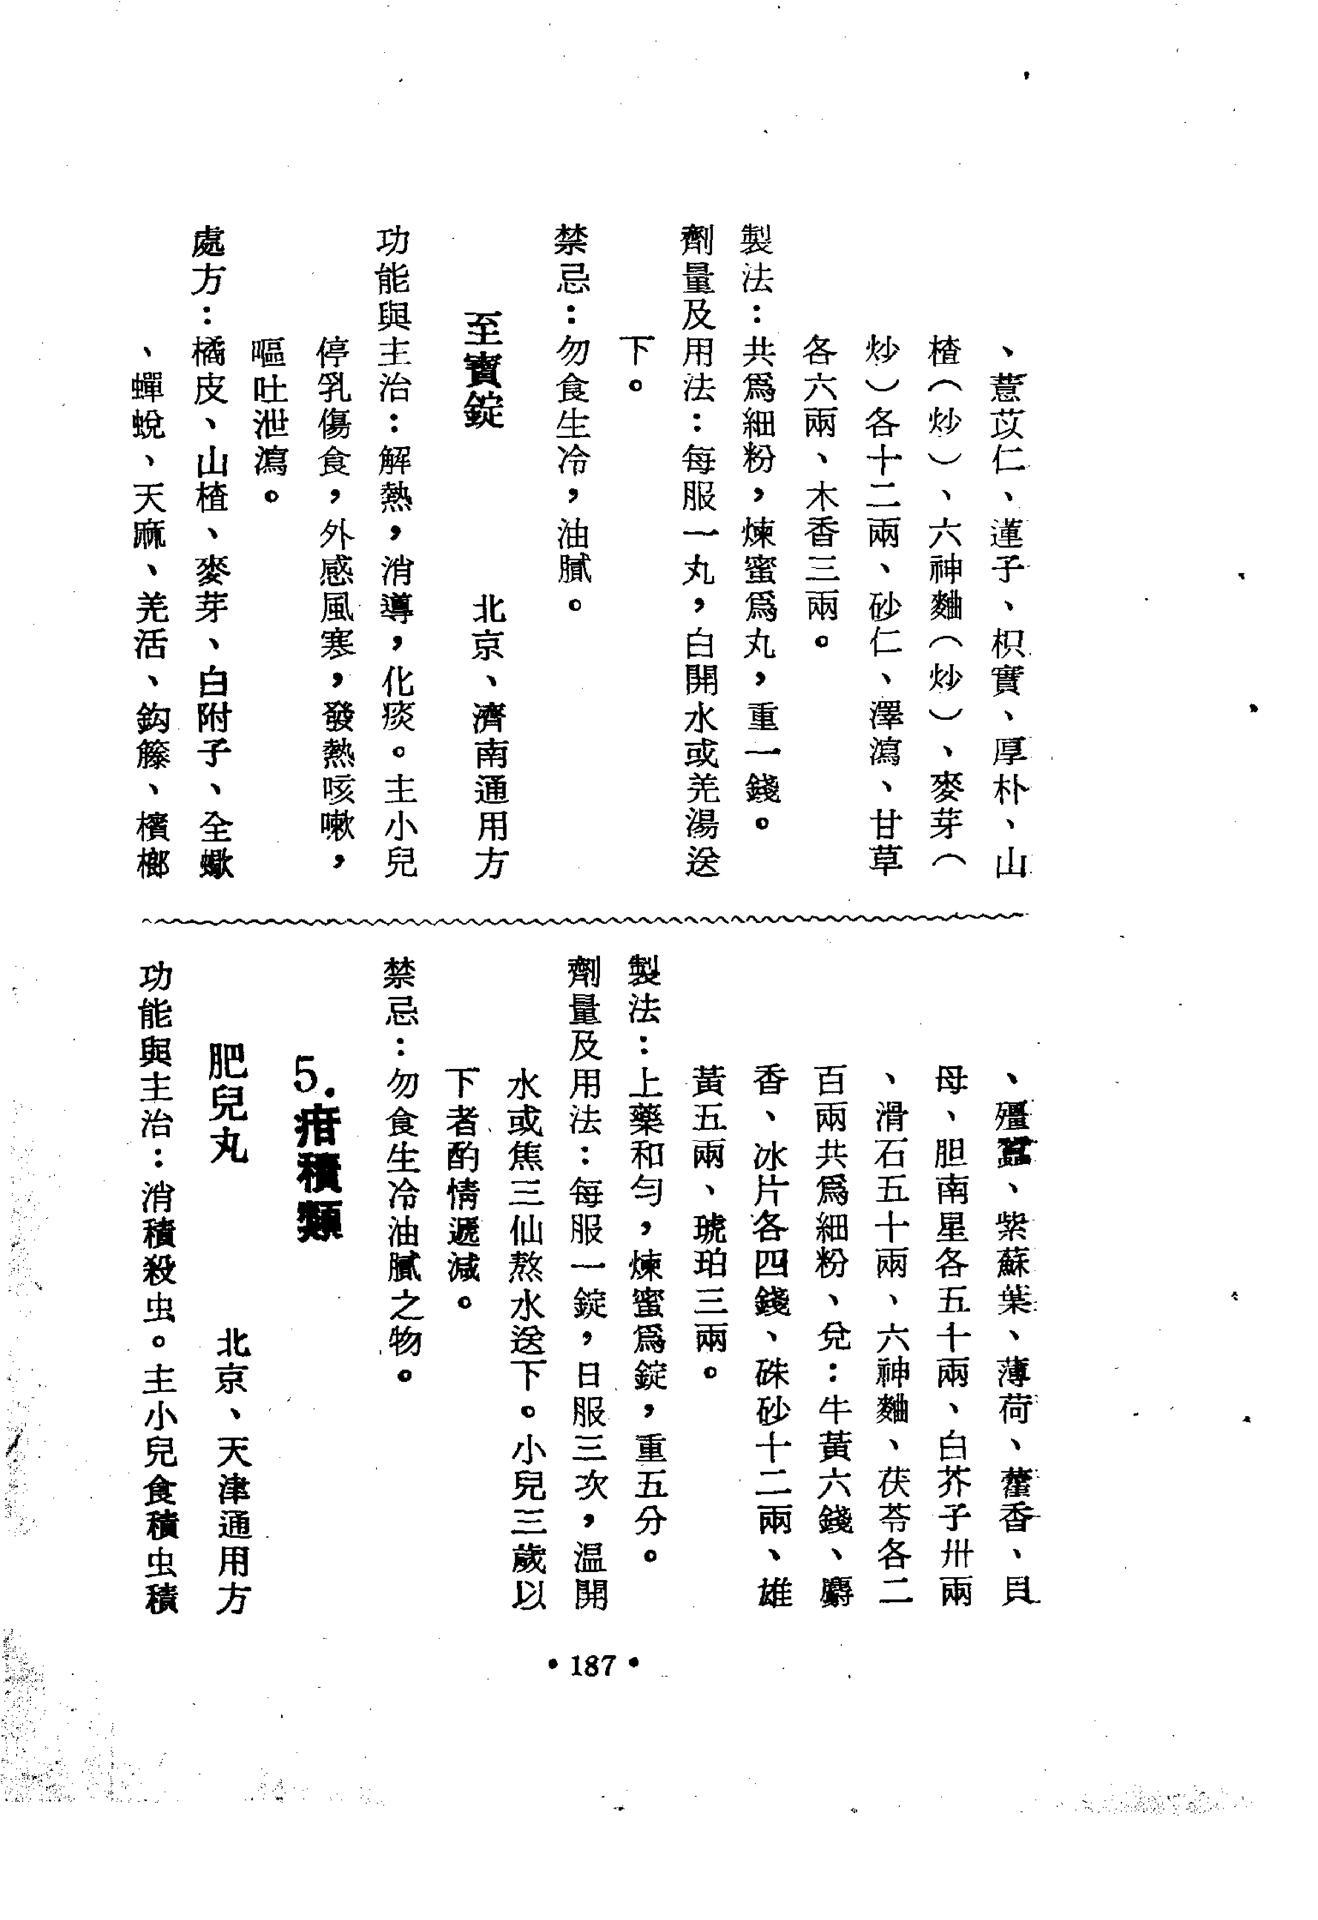 、薏苡仁、蓮子、枳實、厚朴、山
楂（炒）、六神麯（炒）、麥芽（
炒）各十二兩、砂仁、澤瀉、甘草
各六兩、木香三兩。
製法：共爲細粉，煉蜜爲丸，重一錢。
劑量及用法：每服一丸，白開水或羌湯送
下。
禁忌：勿食生冷，油膩。
至寶錠　北京、濟南通用方
功能與主治：解熱，消導，化痰。主小兒
停乳傷食，外感風寒，發熱咳嗽，
嘔吐泄瀉。
處方：橘皮、山楂、麥芽、白附子、全蠍
、蟬蛻、天麻、羌活、鈎籐、檳榔
、殭蠶、紫蘇葉、薄荷、藿香、貝
母、胆南星各五十兩、白芥子卅兩
、滑石五十兩、六神麯、茯苓各二
百兩共爲細粉、兌：牛黃六錢、麝
香、冰片各四錢、硃砂十二兩、雄
黃五兩、琥珀三兩。
製法：上藥和勻，煉蜜爲錠，重五分。
劑量及用法：每服一錠，日服三次，溫開
水或焦三仙熬水送下。小兒三歲以
下者酌情遞減。
禁忌：勿食生冷油膩之物。
5.疳積類
肥兒丸　北京、天津通用方
功能與主治：消積殺虫。主小兒食積虫積
•187•